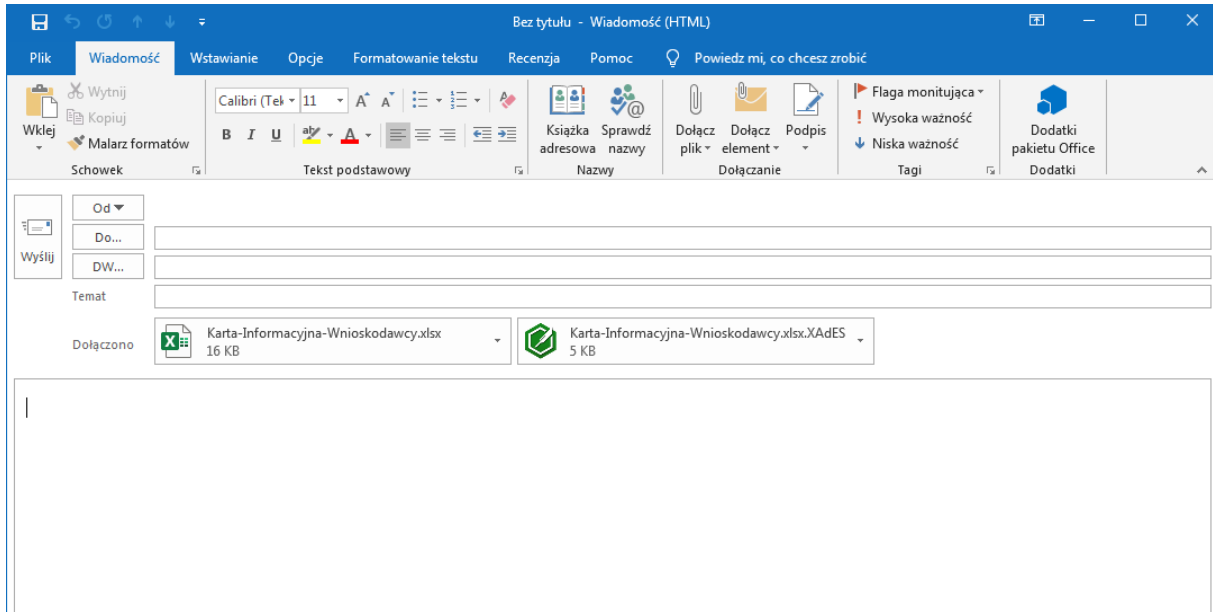 Bez tytułu - Wiadomość (HTML)
Plik Wiadomość Wstawianie Opcje Formatowanie tekstu Recenzja Pomoc Powiedz mi, co chcesz zrobić
Wklej
Wytnij
Kopiuj
Malarz formatów
Schowek
Calibri (Tek 11
B I U
Tekst podstawowy
Książka adresowa
Sprawdź nazwy
Nazwy
Dołącz plik
Dołącz element
Podpis
Dołączanie
Flaga monitująca
Wysoka ważność
Niska ważność
Tagi
Dodatki pakietu Office
Dodatki
Wyślij
Od
Do...
DW...
Temat
Dołączono
Karta-Informacyjna-Wnioskodawcy.xlsx
16 KB
Karta-Informacyjna-Wnioskodawcy.xlsx.XAdES
5 KB